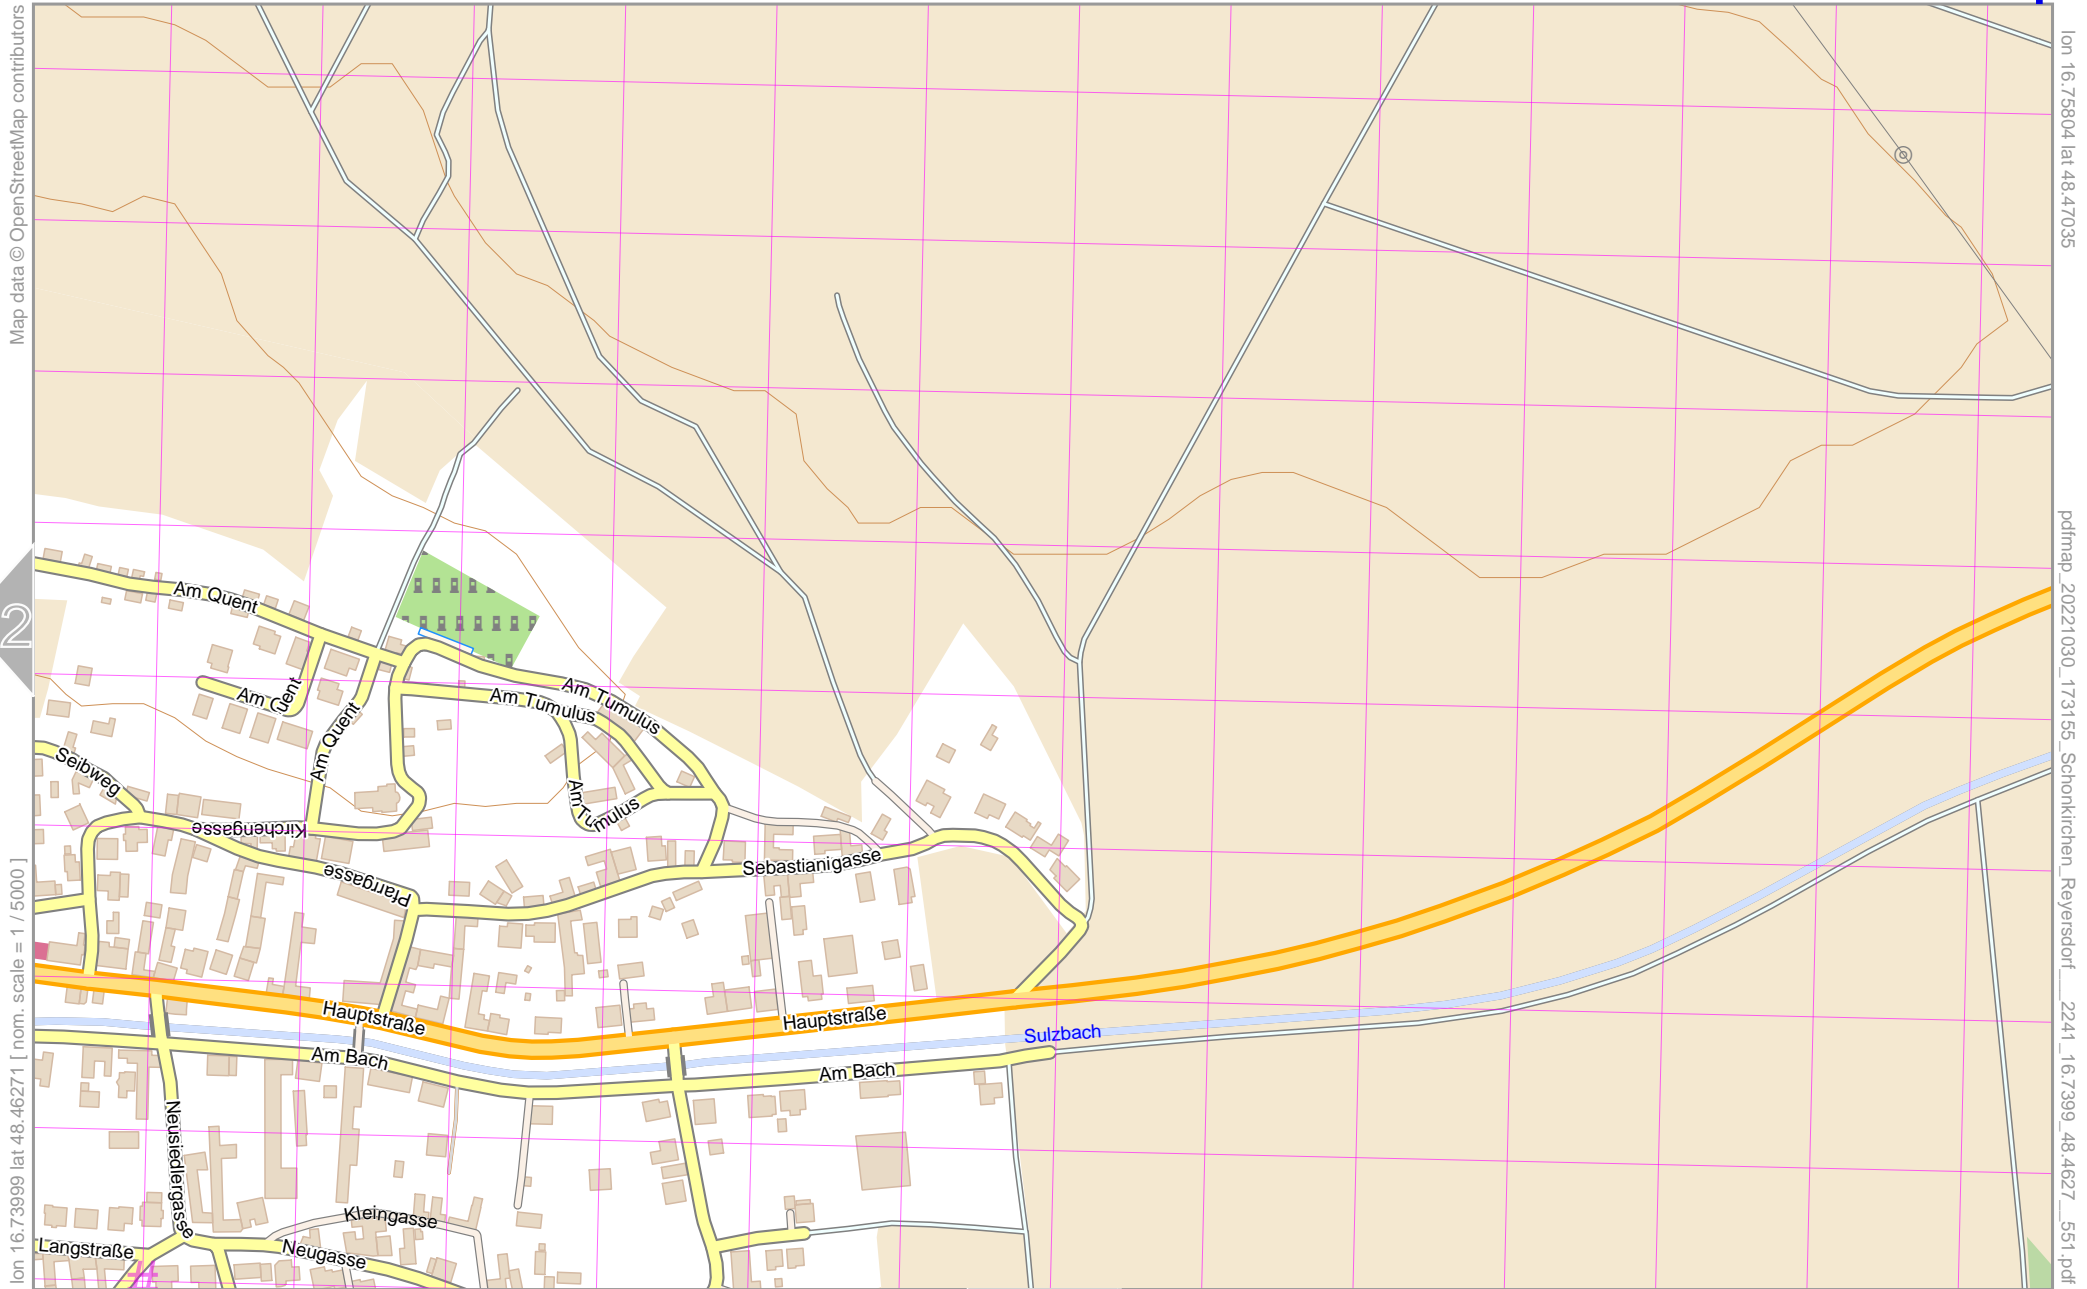 Map data © OpenStreetMap contributors
lon 16.75804 lat 48.47035
2
Am Quent
Am Quent
Am Quent
Am Tumulus
Am Tumulus
Am Tumulus
Seibweg
Kirchengasse
Pfarrgasse
Sebastianigasse
Hauptstraße
Hauptstraße
Sulzbach
Am Bach
Am Bach
Neusiedlergasse
Kleingasse
Langstraße
Neugasse
lon 16.73999 lat 48.46271 [ nom. scale = 1 / 5000 ]
pdfmap_20221030_173155_Schonkirchen_Reyersdorf___2241_16.7399_48.4627__551.pdf